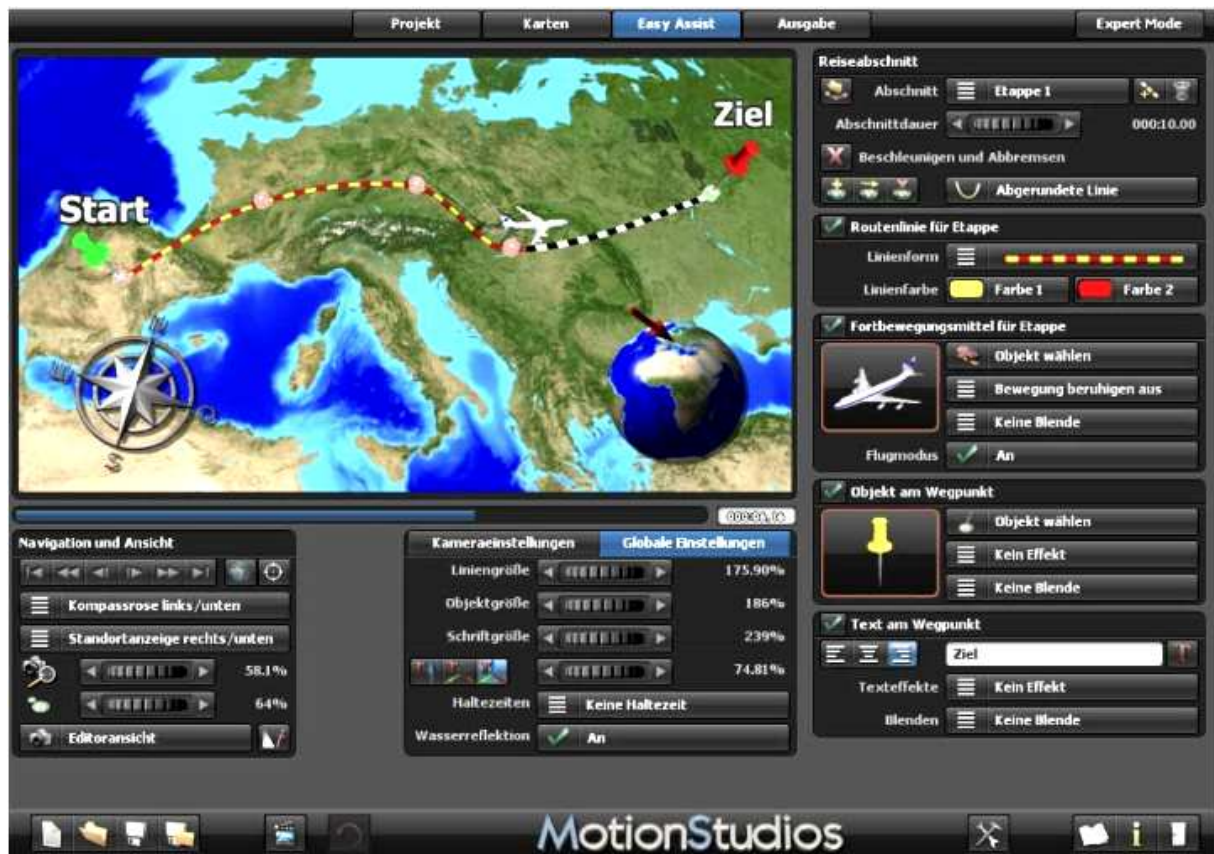 Projekt
Karten
Easy Assist
Ausgabe
Expert Mode
Start
Ziel
S
Reiseabschnitt
Abschnitt
Etappe 1
Abschnittdauer
000:10.00
Beschleunigen und Abbremsen
Abgerundete Linie
Routenlinie für Etappe
Linienform
Linienfarbe
Farbe 1
Farbe 2
Fortbewegungsmittel für Etappe
Objekt wählen
Bewegung beruhigen aus
Keine Blende
Flugmodus
An
Objekt am Wegpunkt
Objekt wählen
Kein Effekt
Keine Blende
Text am Wegpunkt
Ziel
Texteffekte
Kein Effekt
Blenden
Keine Blende
Navigation und Ansicht
Kompassrose links/unten
Standortanzeige rechts/unten
58.1%
64%
Editoransicht
Kameraeinstellungen
Globale Einstellungen
Liniengröße
175.90%
Objektgröße
186%
Schriftgröße
239%
74.81%
Haltezeiten
Keine Haltezeit
Wasserreflektion
An
MotionStudios